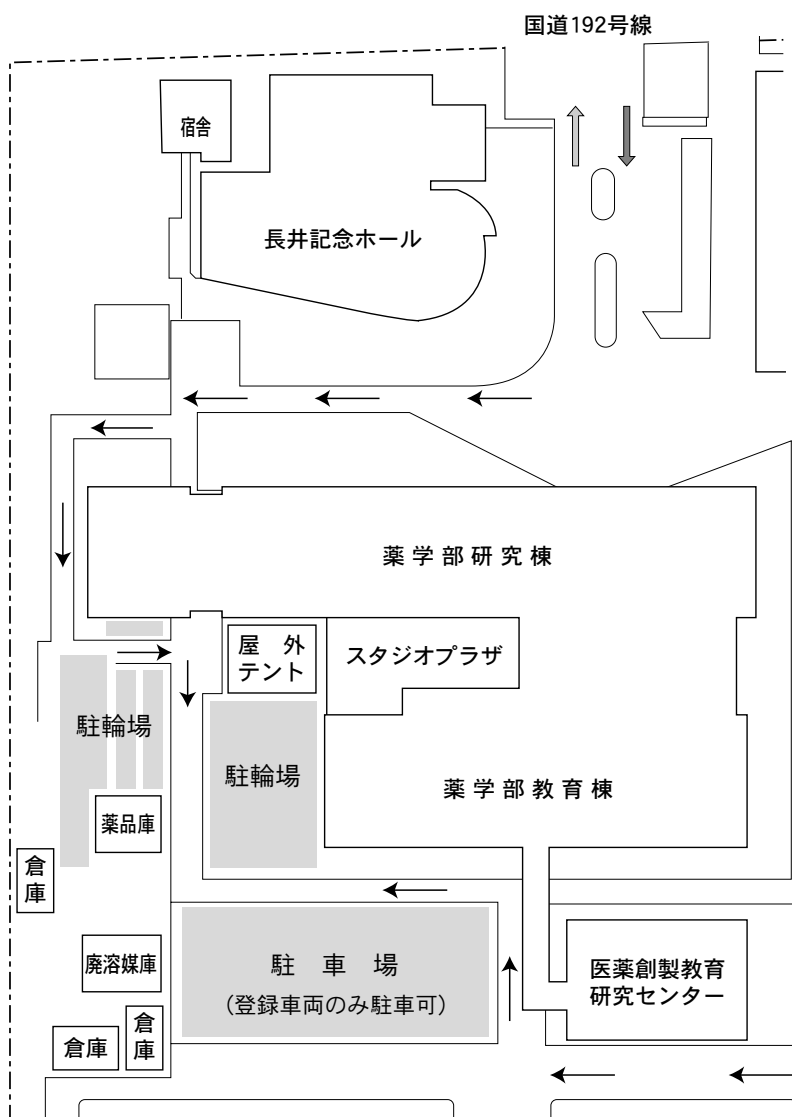 国道192号線
宿舎
長井記念ホール
薬学部研究棟
屋 外
テント
スタジオプラザ
駐輪場
駐輪場
薬学部教育棟
薬品庫
倉
庫
廃溶媒庫
駐 車 場
(登録車両のみ駐車可)
医薬創製教育
研究センター
倉庫
倉
庫